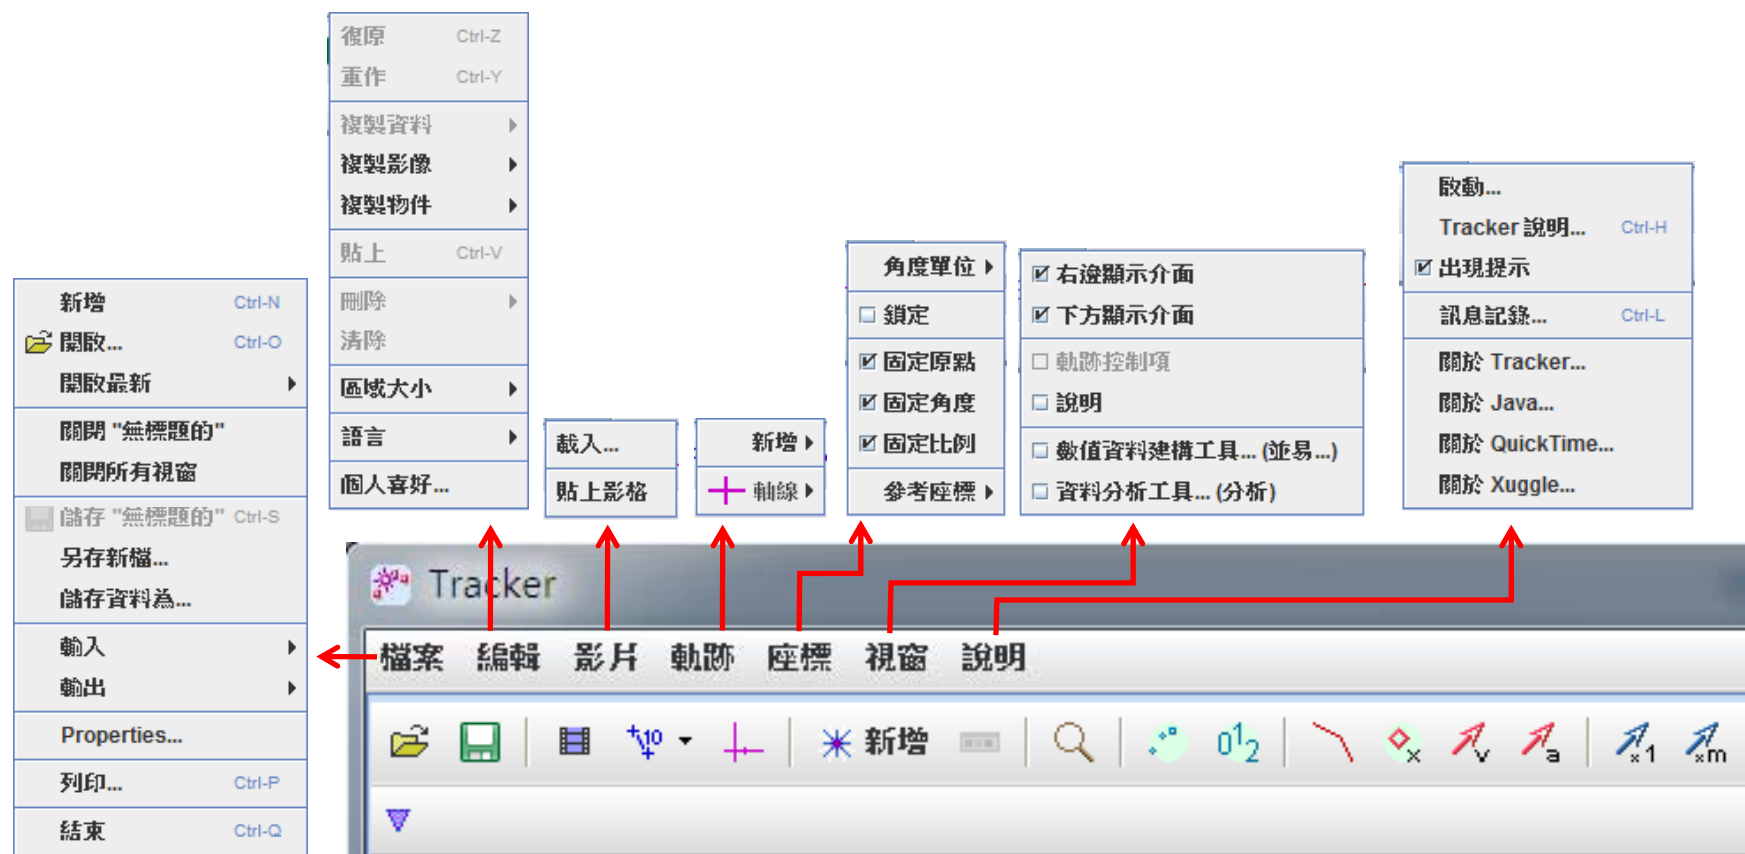 復原 Ctrl-Z
重作 Ctrl-Y
複製資料
複製影像
複製物件
貼上 Ctrl-V
刪除
清除
區域大小
語言
個人喜好...
新增 Ctrl-N
開啟... Ctrl-O
開啟最新
關閉 "無標題的"
關閉所有視窗
儲存 "無標題的" Ctrl-S
另存新檔...
儲存資料為...
輸入
輸出
Properties...
列印... Ctrl-P
結束 Ctrl-Q
載入...
貼上影格
新增
軸線
角度單位
鎖定
固定原點
固定角度
固定比例
參考座標
右邊顯示介面
下方顯示介面
軌跡控制項
說明
數值資料建構工具... (並易...)
資料分析工具... (分析)
啟動...
Tracker 說明... Ctrl-H
出現提示
訊息記錄... Ctrl-L
關於 Tracker...
關於 Java...
關於 QuickTime...
關於 Xuggle...
Tracker
檔案 編輯 影片 軌跡 座標 視窗 說明
10 新增 012 x v a x1 xm